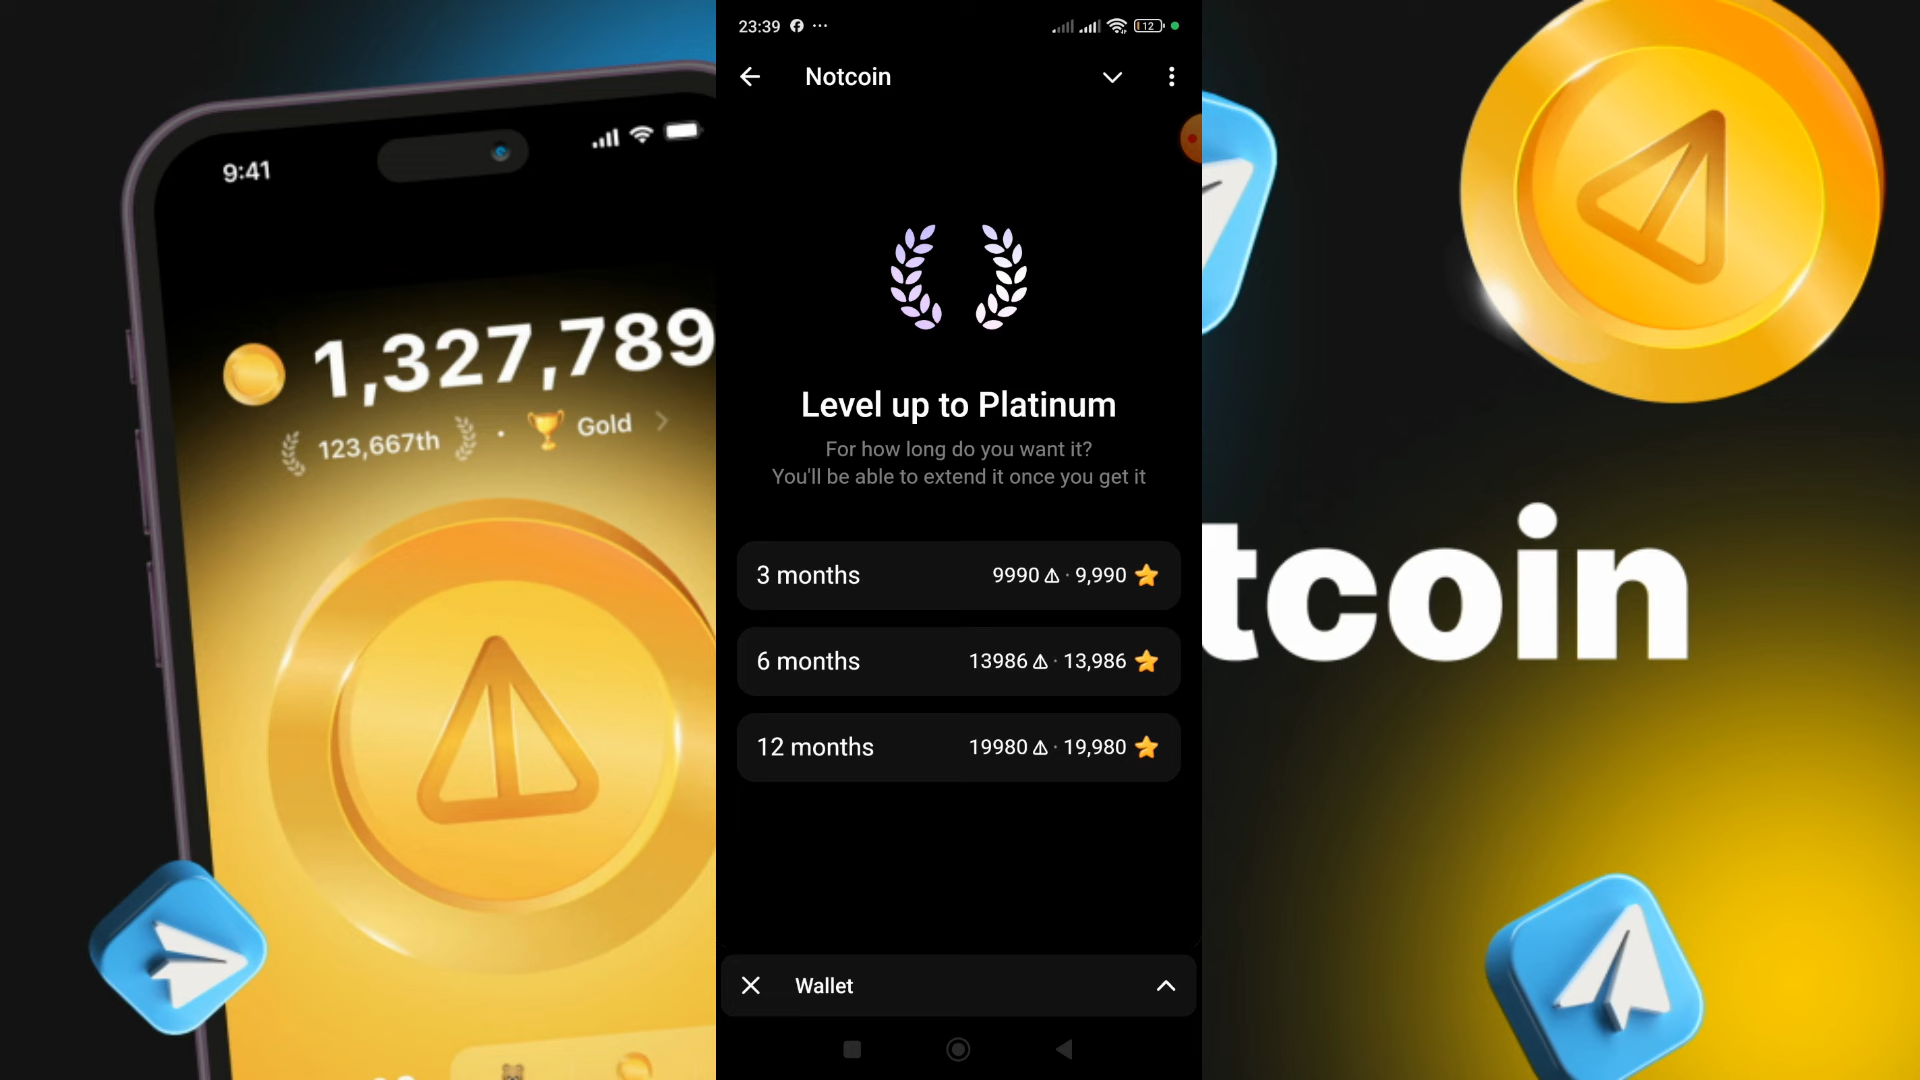 9:41
1,327,789
123,667th · Gold
23:39
12
Notcoin
Level up to Platinum
For how long do you want it?
You'll be able to extend it once you get it
3 months 9990 · 9,990
6 months 13986 · 13,986
12 months 19980 · 19,980
Wallet
tcoin